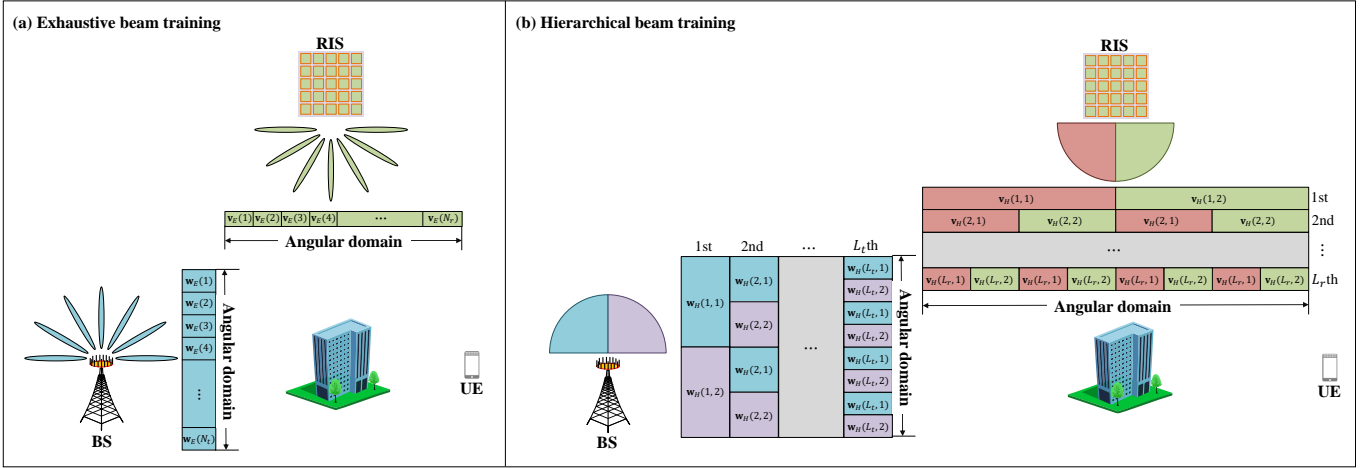 (a) Exhaustive beam training
RIS
𝐯_E(1) 𝐯_E(2) 𝐯_E(3) 𝐯_E(4) ⋯ 𝐯_E(N_r)
Angular domain
𝐰_E(1)
𝐰_E(2)
𝐰_E(3)
𝐰_E(4)
⋯
𝐰_E(N_t)
Angular domain
BS
UE
(b) Hierarchical beam training
RIS
𝐯_H(1,1) 𝐯_H(1,2) 1st
𝐯_H(2,1) 𝐯_H(2,2) 𝐯_H(2,1) 𝐯_H(2,2) 2nd
⋯ ⋮
𝐯_H(L_r,1) 𝐯_H(L_r,2) 𝐯_H(L_r,1) 𝐯_H(L_r,2) 𝐯_H(L_r,1) 𝐯_H(L_r,2) 𝐯_H(L_r,1) 𝐯_H(L_r,2) L_rth
Angular domain
1st 2nd ⋯ L_tth
𝐰_H(1,1)
𝐰_H(1,2)
𝐰_H(2,1)
𝐰_H(2,2)
𝐰_H(2,1)
𝐰_H(2,2)
⋯
𝐰_H(L_t,1)
𝐰_H(L_t,2)
𝐰_H(L_t,1)
𝐰_H(L_t,2)
𝐰_H(L_t,1)
𝐰_H(L_t,2)
𝐰_H(L_t,1)
𝐰_H(L_t,2)
Angular domain
BS
UE